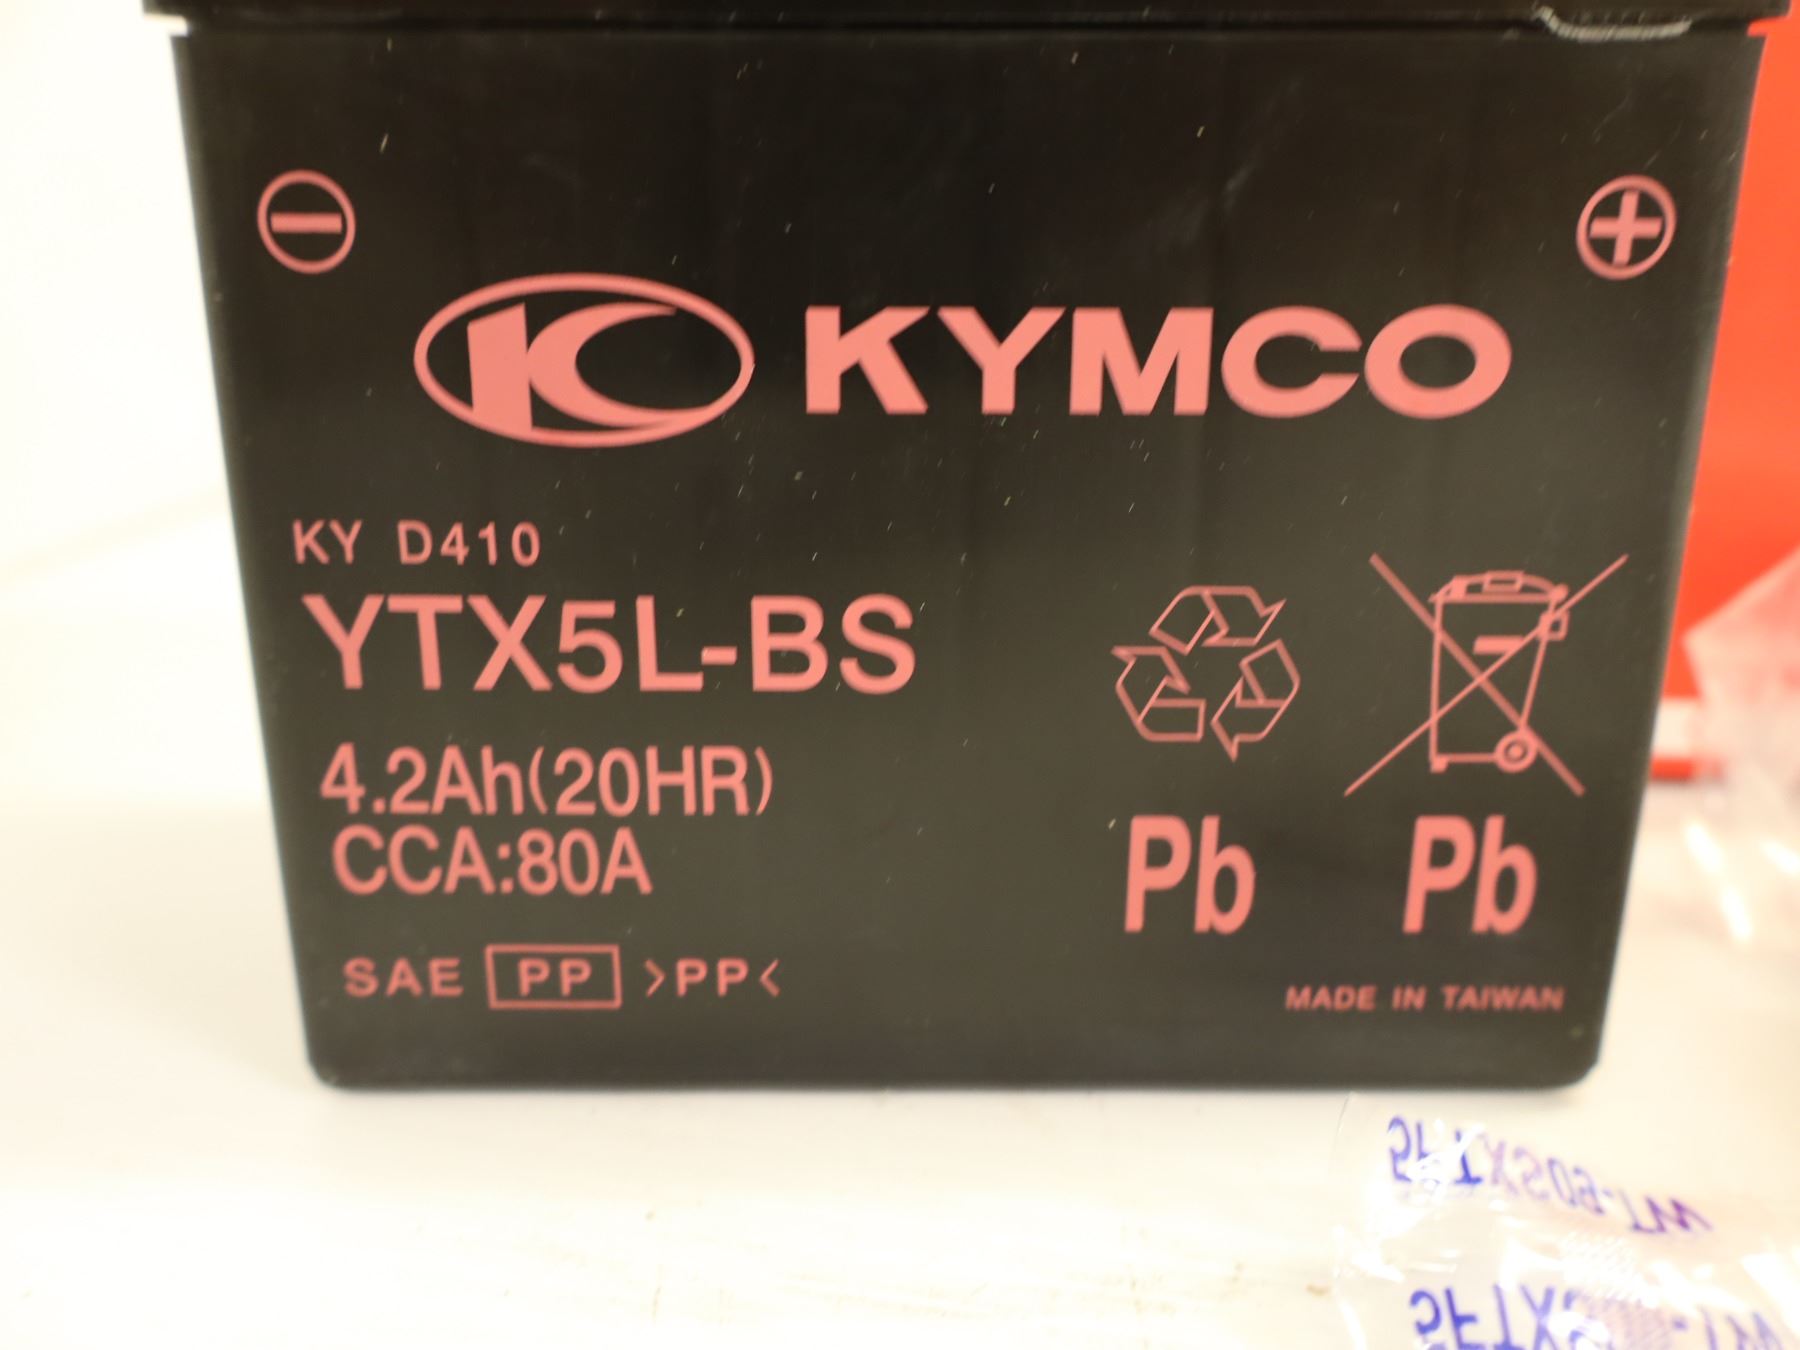 KYMCO
KY D410
YTX5L-BS
4.2Ah(20HR)
CCA:80A
SAE PP >PP<
Pb Pb
MADE IN TAIWAN